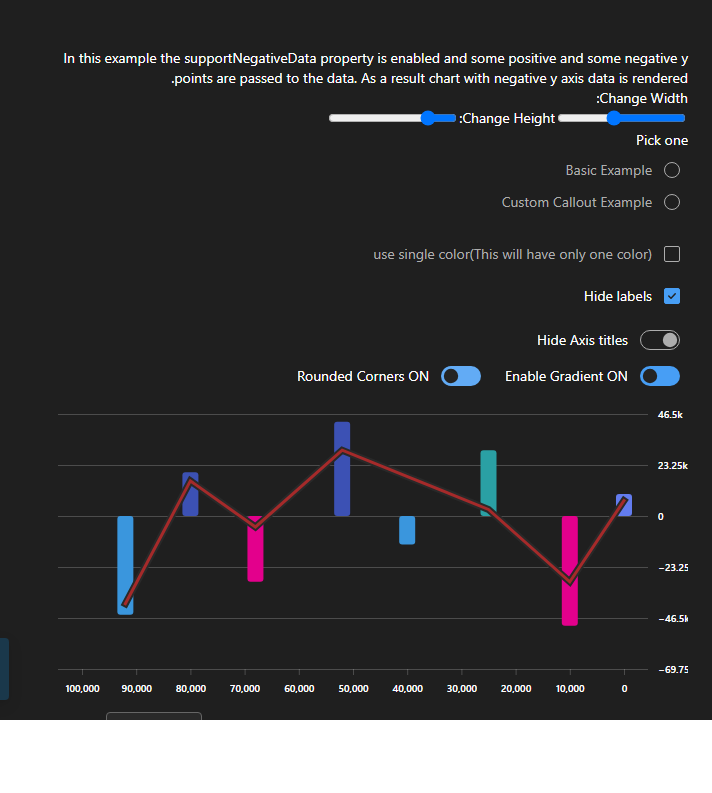 In this example the supportNegativeData property is enabled and some positive and some negative y
.points are passed to the data. As a result chart with negative y axis data is rendered
:Change Width
:Change Height
Pick one
Basic Example
Custom Callout Example
use single color(This will have only one color)
Hide labels
Hide Axis titles
Rounded Corners ON Enable Gradient ON
46.5k
23.25k
0
−23.25
−46.5k
−69.75
100,000 90,000 80,000 70,000 60,000 50,000 40,000 30,000 20,000 10,000 0